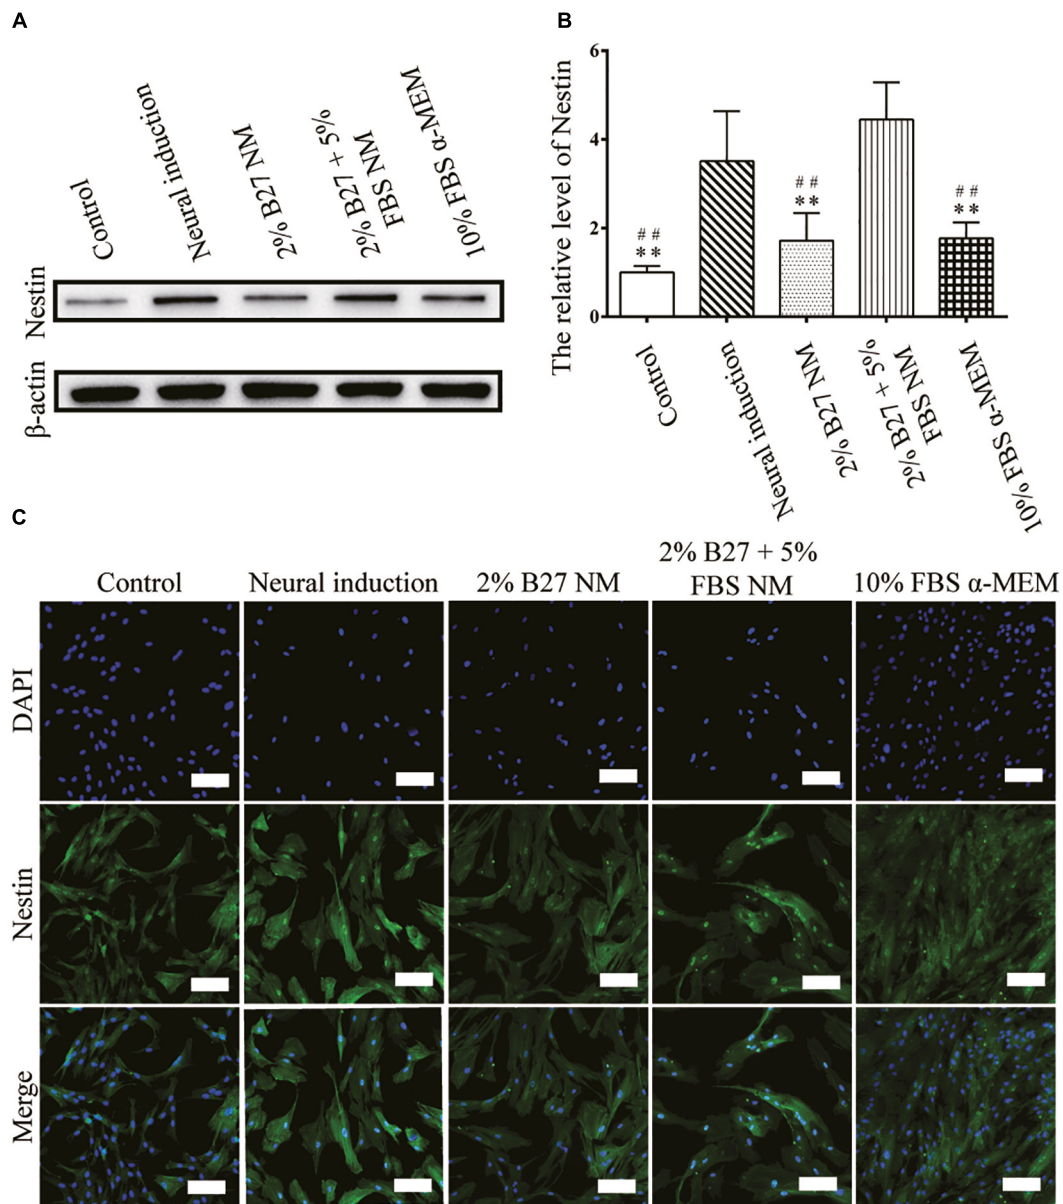 A
Control
Neural induction
2% B27 NM
2% B27 + 5%
FBS NM
10% FBS α-MEM
Nestin
β-actin
B
The relative level of Nestin
6
4
2
0
##
**
##
**
##
**
Control
Neural induction
2% B27 NM
2% B27 + 5%
FBS NM
10% FBS α-MEM
C
Control
Neural induction
2% B27 NM
2% B27 + 5%
FBS NM
10% FBS α-MEM
DAPI
Nestin
Merge